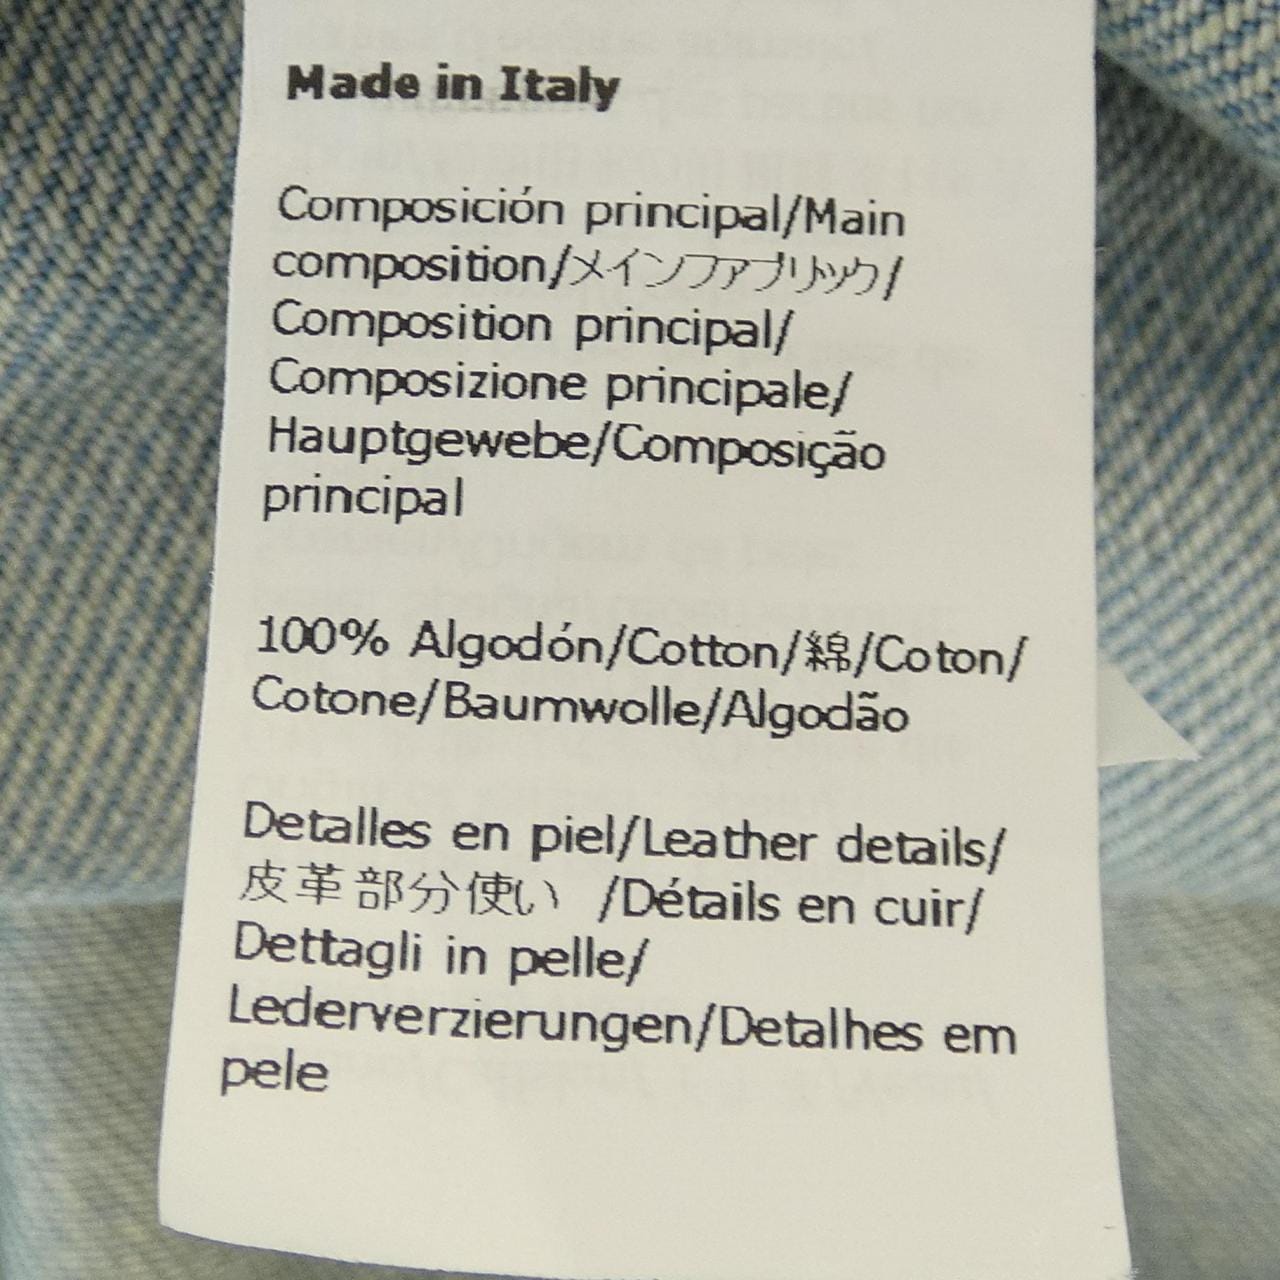 Made in Italy
Composición principal/Main
composition/メインファブリック/
Composition principal/
Composizione principale/
Hauptgewebe/Composição
principal
100% Algodón/Cotton/綿/Coton/
Cotone/Baumwolle/Algodão
Detalles en piel/Leather details/
皮革部分使い /Détails en cuir/
Dettagli in pelle/
Lederverzierungen/Detalhes em
pele